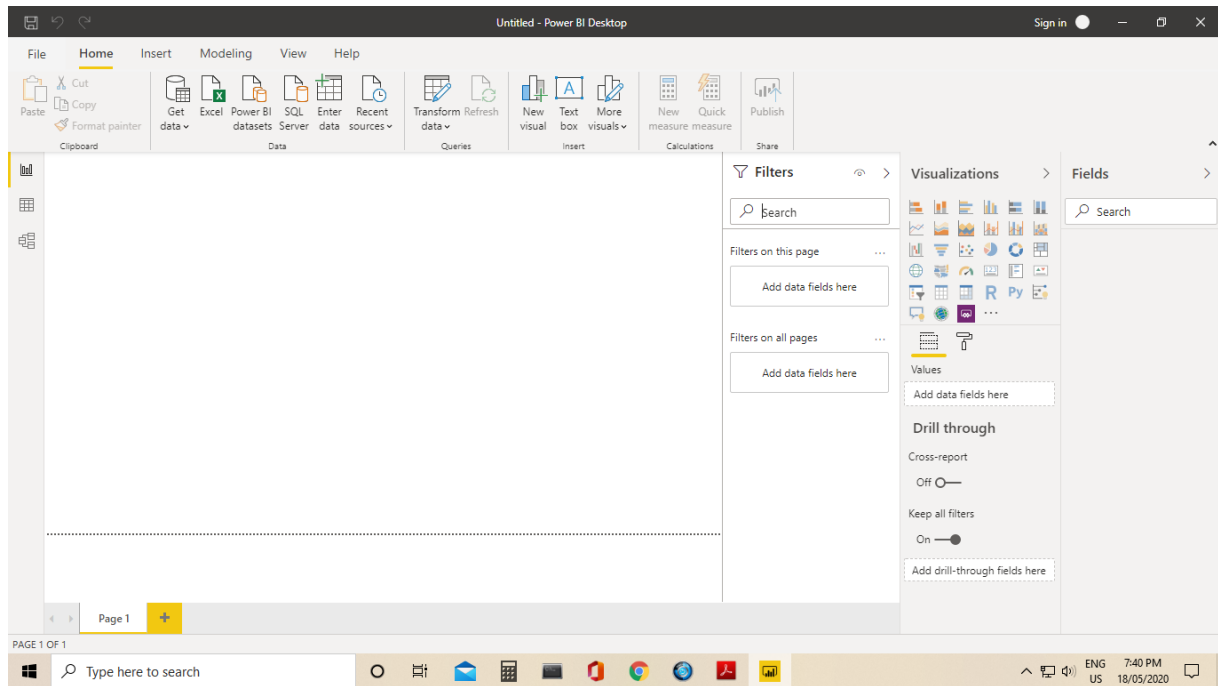 Untitled - Power BI Desktop
Sign in
File Home Insert Modeling View Help
Paste
Cut
Copy
Format painter
Clipboard
Get data
Excel
Power BI datasets
SQL Server
Enter data
Recent sources
Data
Transform data
Refresh
Queries
New visual
Text box
More visuals
Insert
New measure
Quick measure
Calculations
Publish
Share
Filters
Search
Filters on this page
...
Add data fields here
Filters on all pages
...
Add data fields here
Visualizations
123
R Py
...
Values
Add data fields here
Drill through
Cross-report
Off
Keep all filters
On
Add drill-through fields here
Fields
Search
Page 1
PAGE 1 OF 1
Type here to search
ENG
US
7:40 PM
18/05/2020